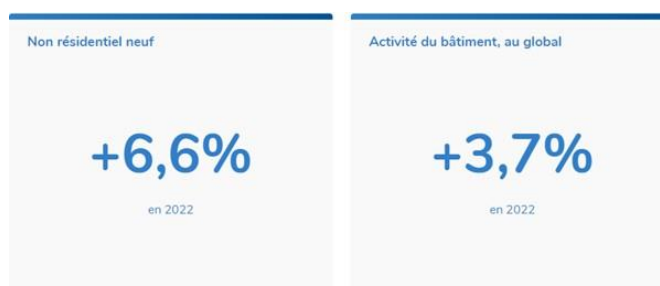 Non résidentiel neuf
+6,6%
en 2022
Activité du bâtiment, au global
+3,7%
en 2022